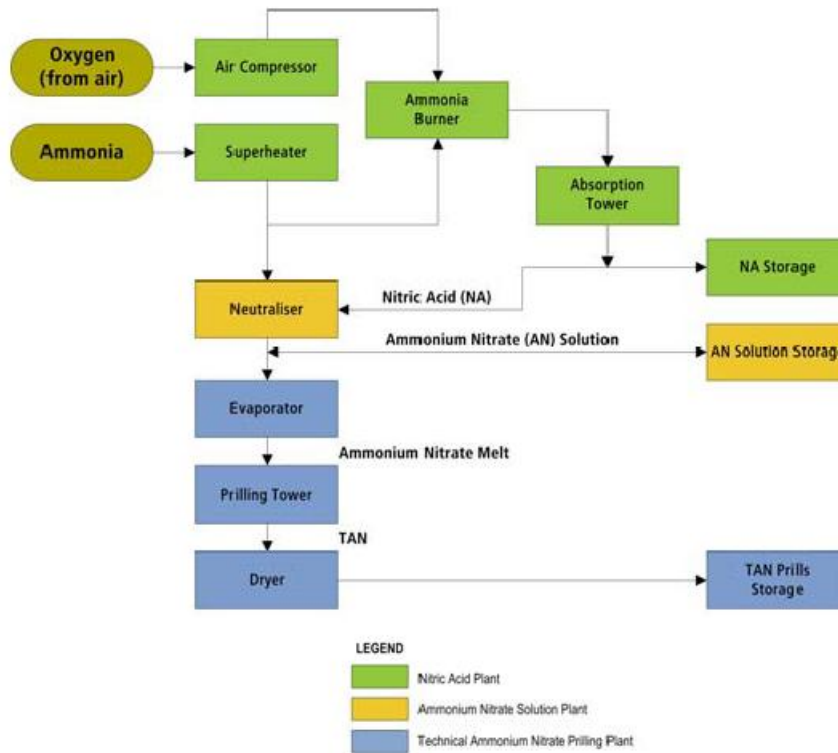 Oxygen
(from air)
Air Compressor
Ammonia
Burner
Ammonia
Superheater
Absorption
Tower
NA Storage
Nitric Acid (NA)
Neutraliser
Ammonium Nitrate (AN) Solution
AN Solution Storage
Evaporator
Ammonium Nitrate Melt
Prilling Tower
TAN
Dryer
TAN Prills
Storage
LEGEND
Nitric Acid Plant
Ammonium Nitrate Solution Plant
Technical Ammonium Nitrate Prilling Plant